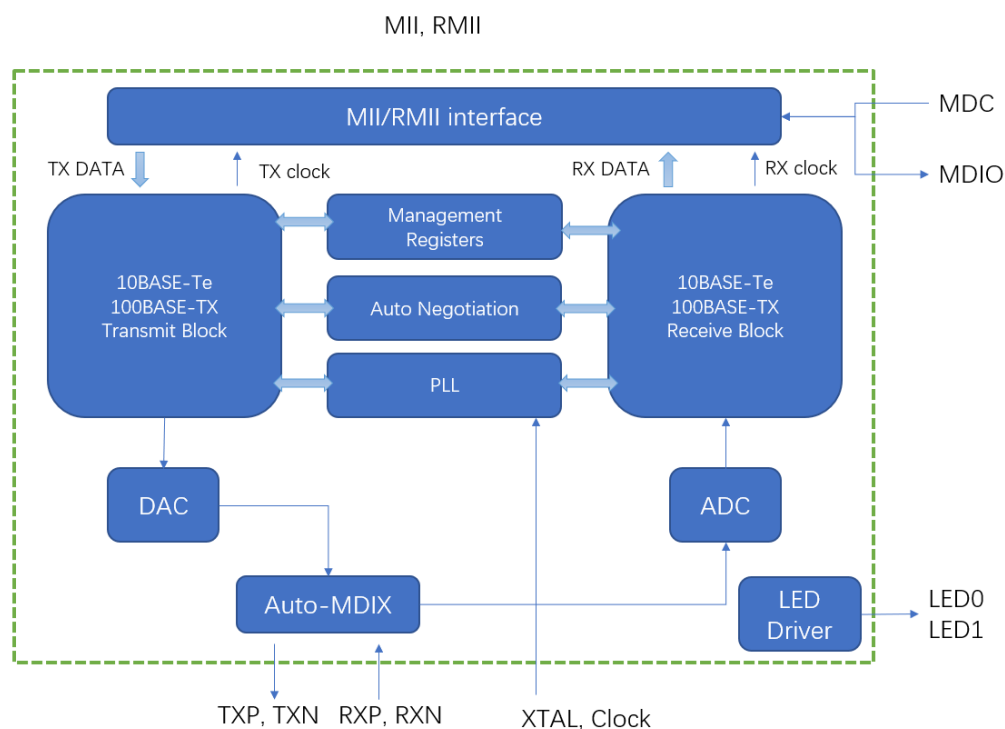 MII, RMII
MII/RMII interface
MDC
MDIO
TX DATA
TX clock
RX DATA
RX clock
Management
Registers
10BASE-Te
100BASE-TX
Transmit Block
Auto Negotiation
10BASE-Te
100BASE-TX
Receive Block
PLL
DAC
ADC
Auto-MDIX
LED
Driver
LED0
LED1
TXP, TXN
RXP, RXN
XTAL, Clock